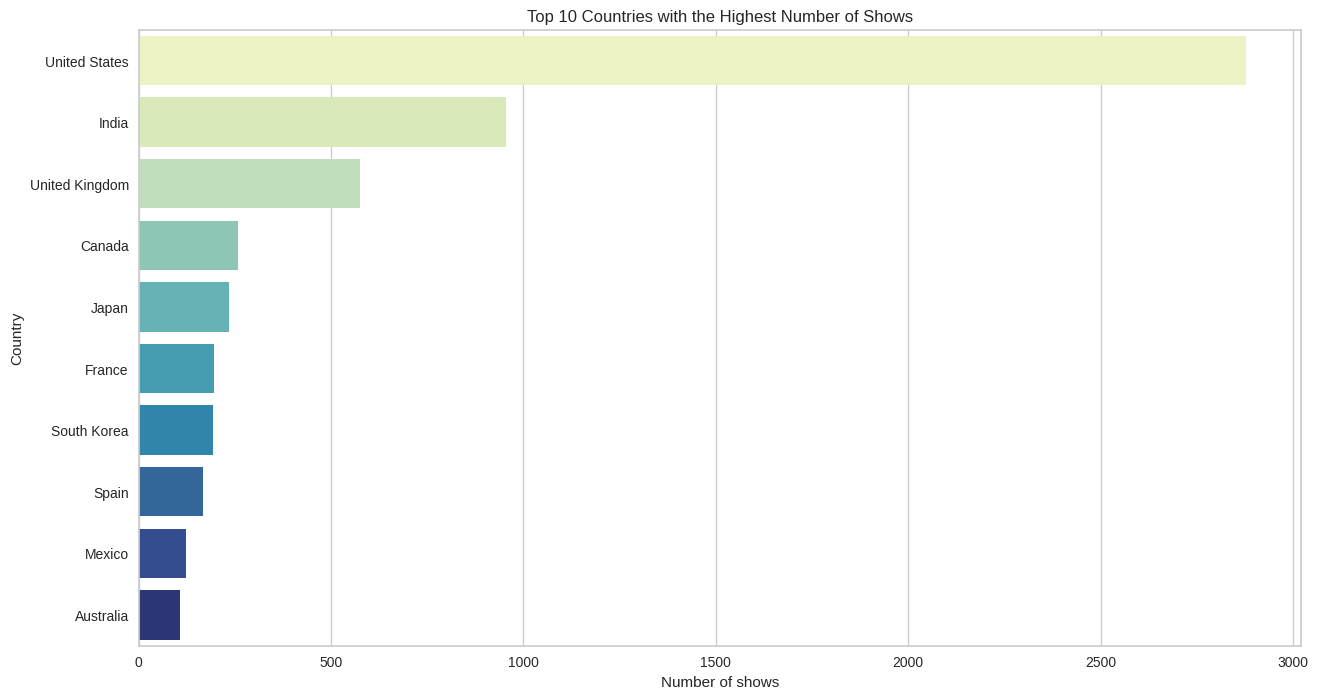 Top 10 Countries with the Highest Number of Shows
Country
United States
India
United Kingdom
Canada
Japan
France
South Korea
Spain
Mexico
Australia
0 500 1000 1500 2000 2500 3000
Number of shows